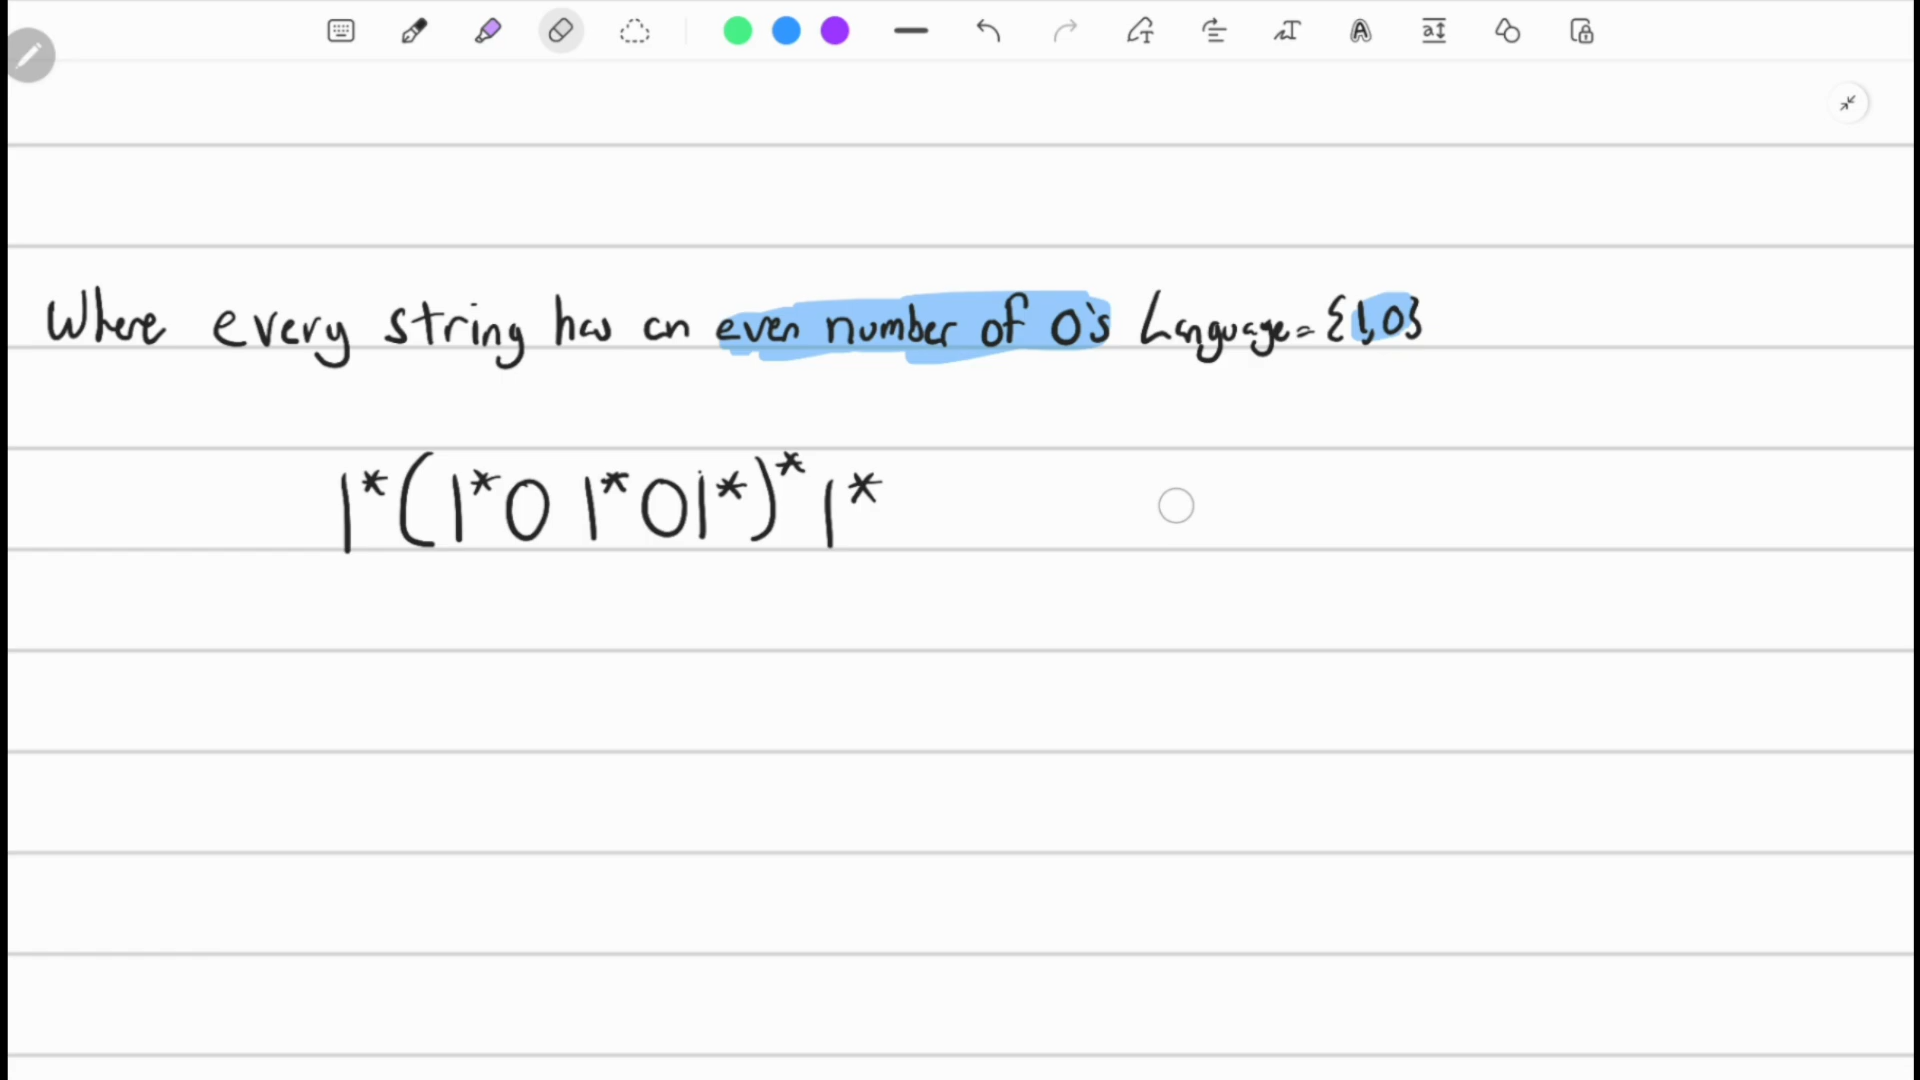 Where every string has an even number of 0's Language = {1,0}
1*(1*0 1*01*)*1*